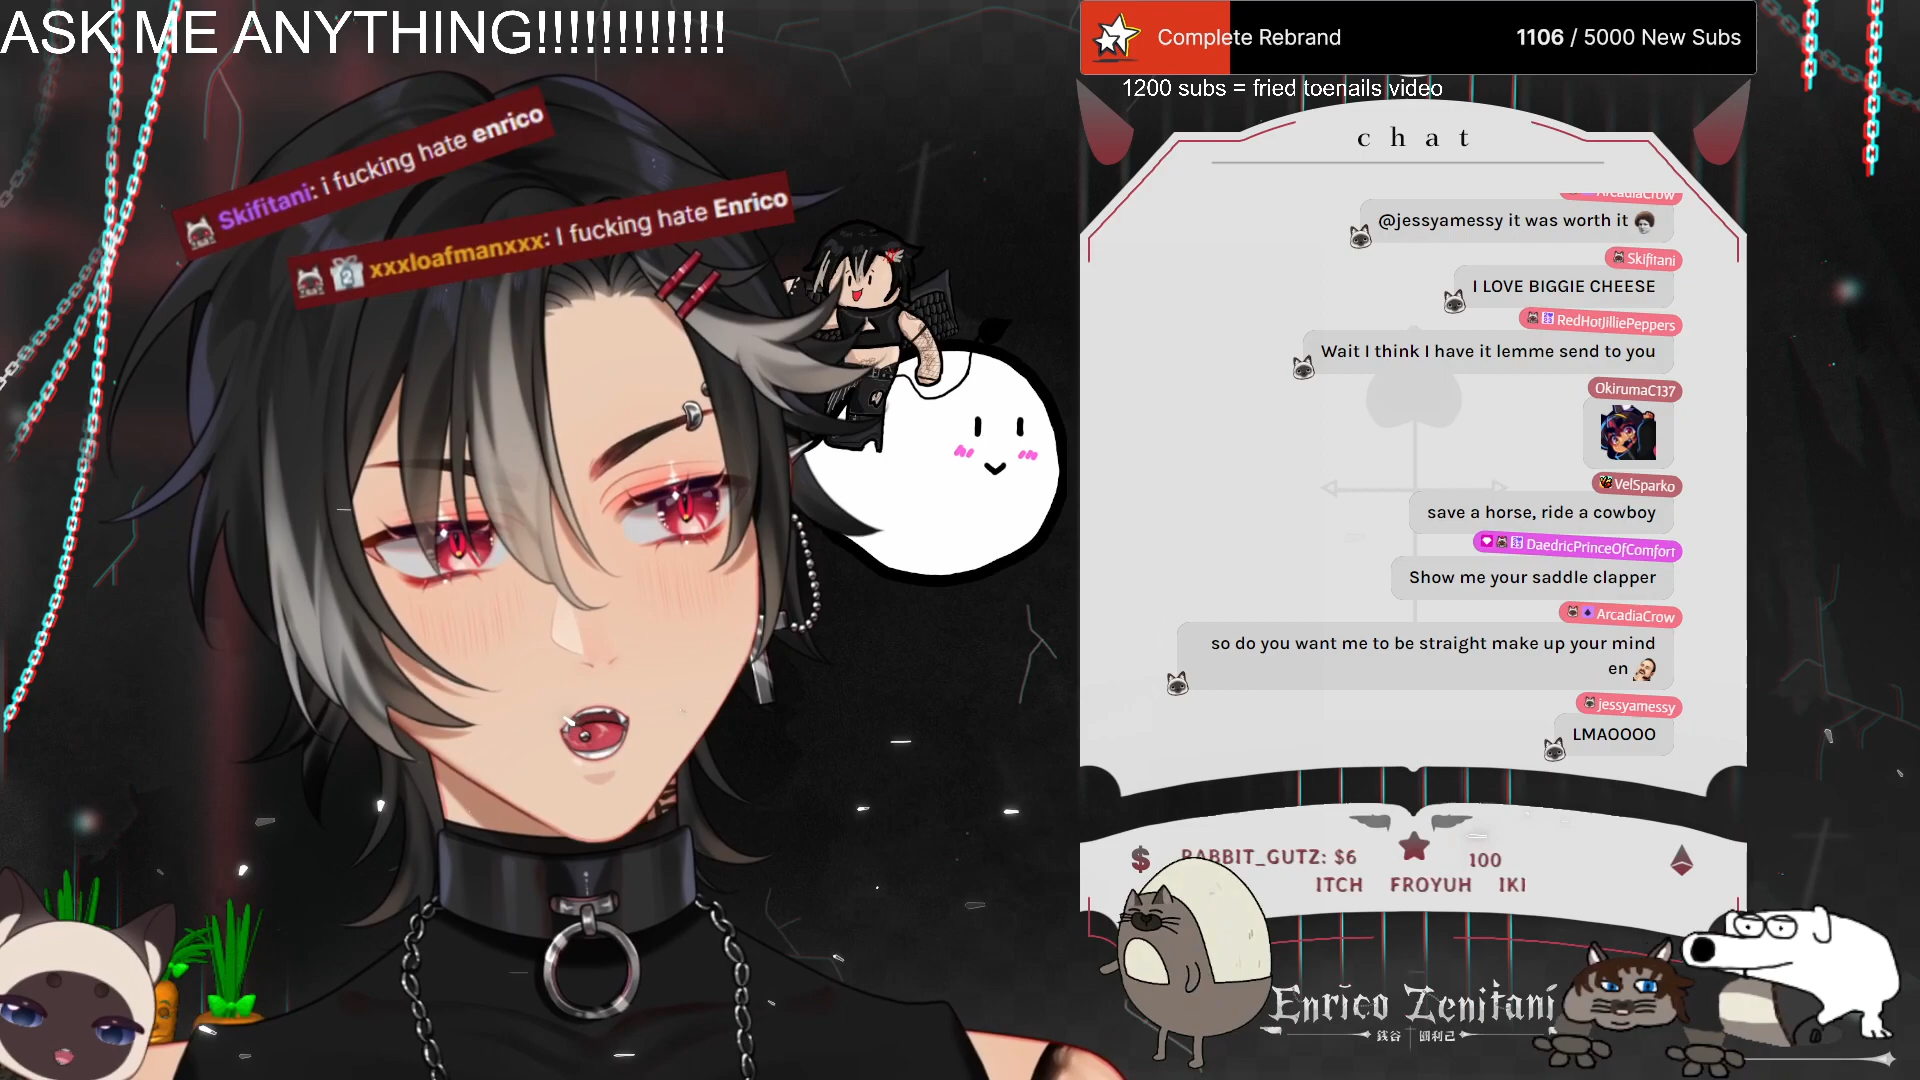 ASK ME ANYTHING!!!!!!!!!!!!
Skifitani: i fucking hate enrico
xxxloafmanxxx: I fucking hate Enrico
Complete Rebrand
1106 / 5000 New Subs
1200 subs = fried toenails video
chat
ArcadiaCrow
@jessyamessy it was worth it
Skifitani
I LOVE BIGGIE CHEESE
RedHotJilliePeppers
Wait I think I have it lemme send to you
OkirumaC137
VelSparko
save a horse, ride a cowboy
DaedricPrinceOfComfort
Show me your saddle clapper
ArcadiaCrow
so do you want me to be straight make up your mind
en
jessyamessy
LMAOOOO
$ RABBIT_GUTZ: $6
100
ITCH FROYUH IKI
Enrico Zenitani